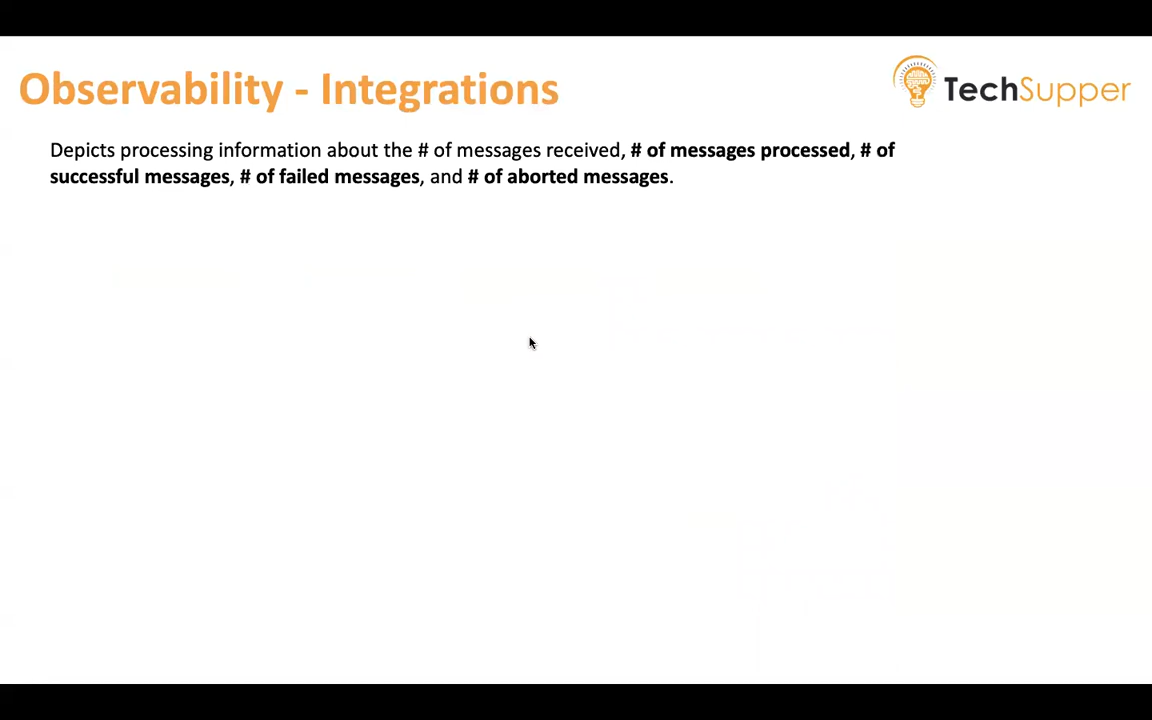 Observability - Integrations
TechSupper
Depicts processing information about the # of messages received, # of messages processed, # of
successful messages, # of failed messages, and # of aborted messages.